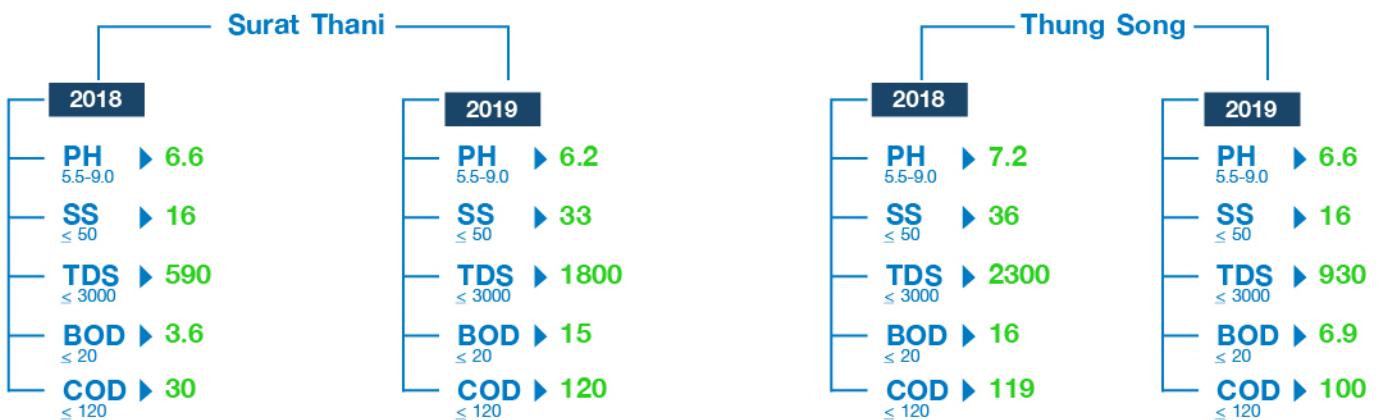 Surat Thani
2018
PH 6.6
5.5-9.0
SS 16
≤ 50
TDS 590
≤ 3000
BOD 3.6
≤ 20
COD 30
≤ 120
2019
PH 6.2
5.5-9.0
SS 33
≤ 50
TDS 1800
≤ 3000
BOD 15
≤ 20
COD 120
≤ 120
Thung Song
2018
PH 7.2
5.5-9.0
SS 36
≤ 50
TDS 2300
≤ 3000
BOD 16
≤ 20
COD 119
≤ 120
2019
PH 6.6
5.5-9.0
SS 16
≤ 50
TDS 930
≤ 3000
BOD 6.9
≤ 20
COD 100
≤ 120